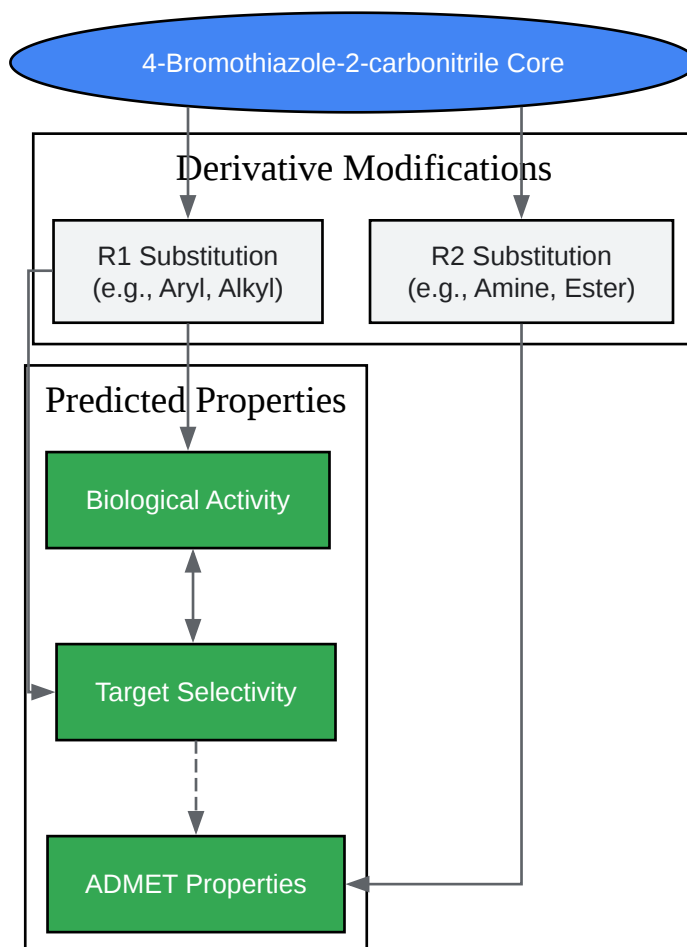 4-Bromothiazole-2-carbonitrile Core
Derivative Modifications
R1 Substitution
(e.g., Aryl, Alkyl)
R2 Substitution
(e.g., Amine, Ester)
Predicted Properties
Biological Activity
Target Selectivity
ADMET Properties